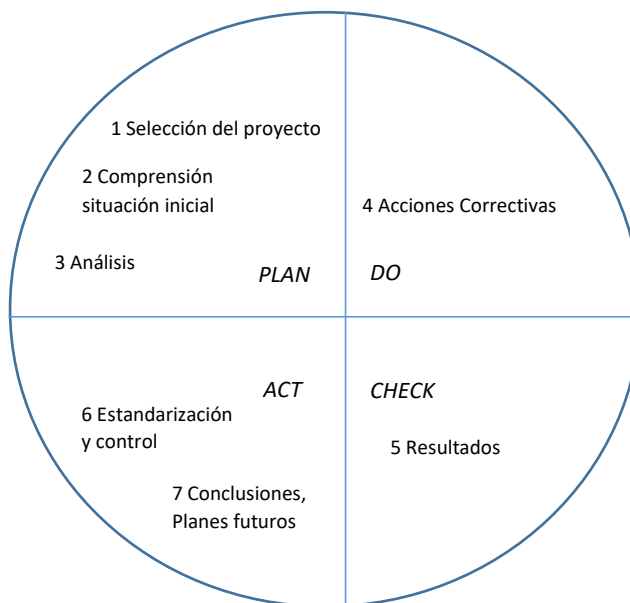 1 Selección del proyecto
2 Comprensión
situación inicial
3 Análisis
PLAN
4 Acciones Correctivas
DO
ACT
6 Estandarización
y control
7 Conclusiones,
Planes futuros
CHECK
5 Resultados